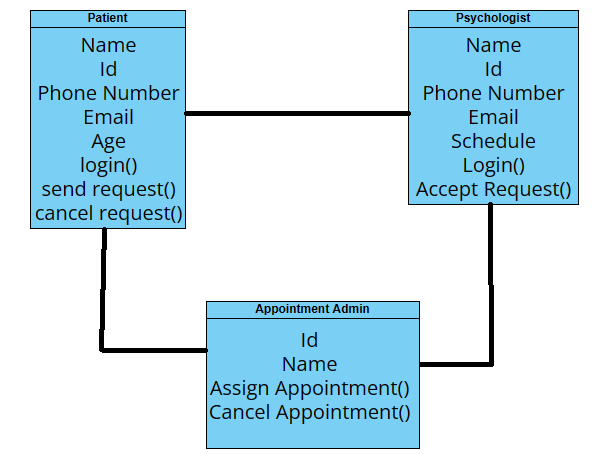 Patient
Name
Id
Phone Number
Email
Age
login()
send request()
cancel request()
Psychologist
Name
Id
Phone Number
Email
Schedule
Login()
Accept Request()
Appointment Admin
Id
Name
Assign Appointment()
Cancel Appointment()